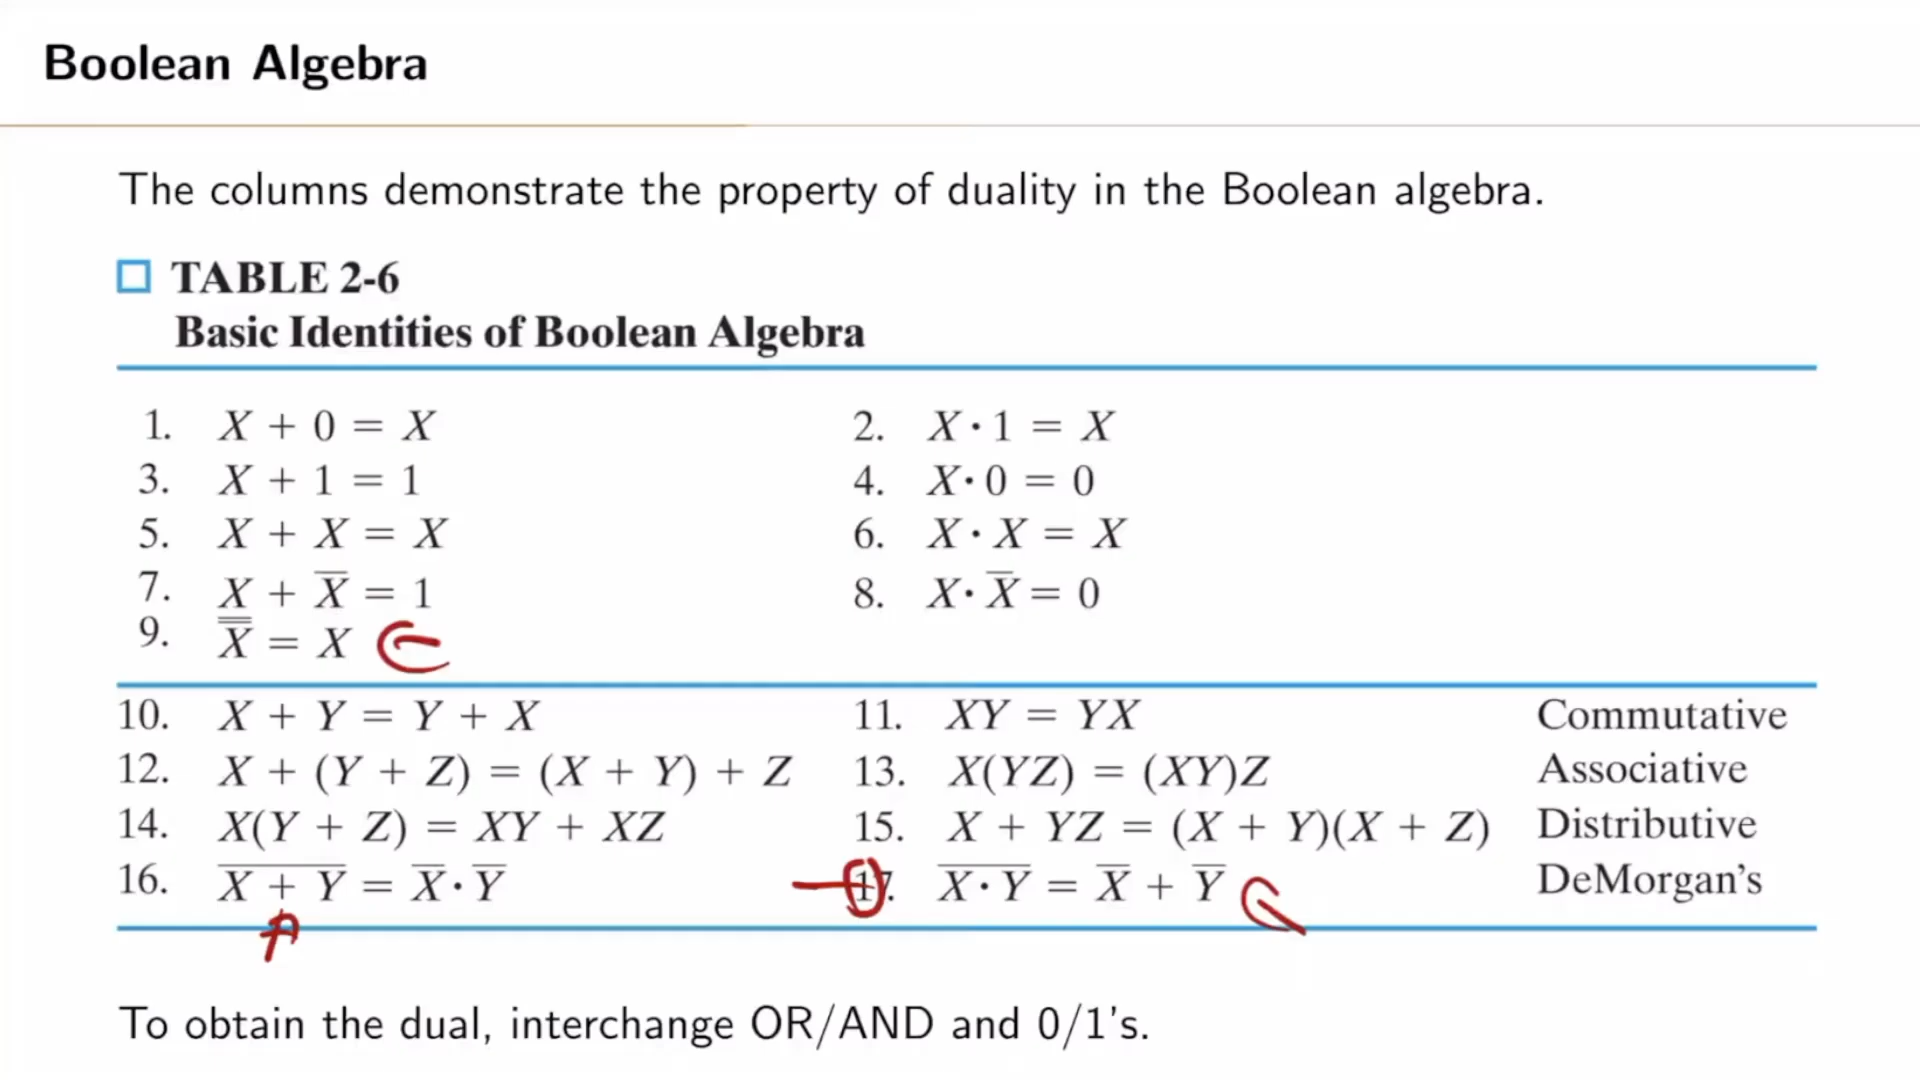 Boolean Algebra
The columns demonstrate the property of duality in the Boolean algebra.
TABLE 2-6
Basic Identities of Boolean Algebra
1. X + 0 = X 2. X · 1 = X
3. X + 1 = 1 4. X · 0 = 0
5. X + X = X 6. X · X = X
7. X + X̅ = 1 8. X · X̅ = 0
9. X̿ = X
10. X + Y = Y + X 11. XY = YX Commutative
12. X + (Y + Z) = (X + Y) + Z 13. X(YZ) = (XY)Z Associative
14. X(Y + Z) = XY + XZ 15. X + YZ = (X + Y)(X + Z) Distributive
16. X̅ ̅+̅ ̅Y̅ = X̅ · Y̅ 17. X̅ ̅·̅ ̅Y̅ = X̅ + Y̅ DeMorgan's
To obtain the dual, interchange OR/AND and 0/1's.